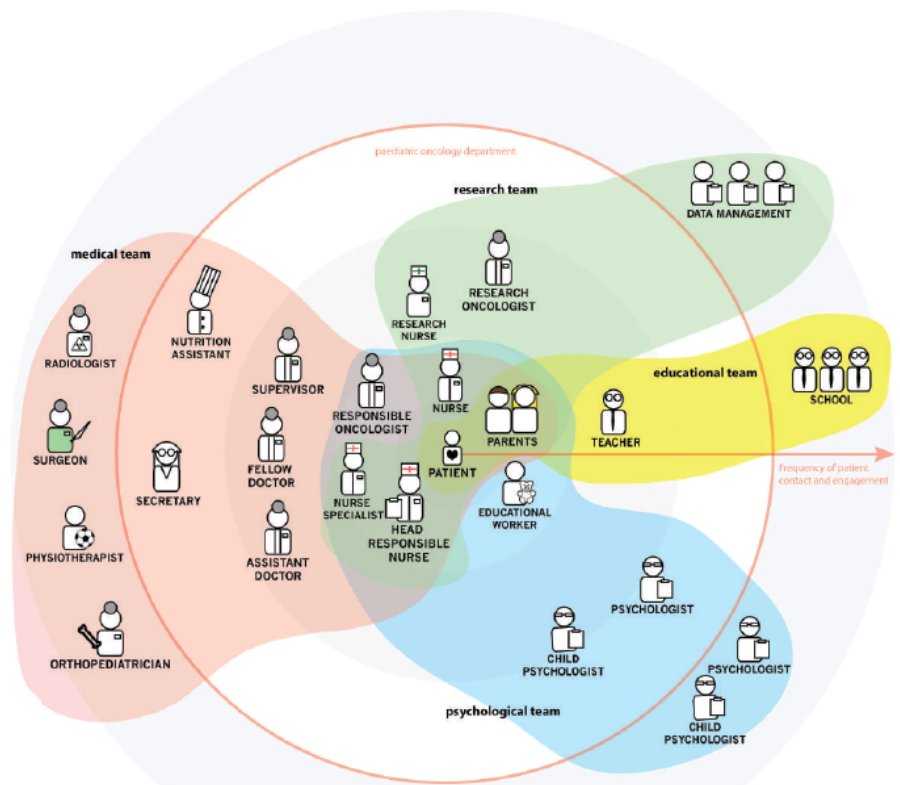 paediatric oncology department
research team
DATA MANAGEMENT
medical team
RESEARCH
ONCOLOGIST
RESEARCH
NURSE
NUTRITION
ASSISTANT
RADIOLOGIST
SUPERVISOR
educational team
RESPONSIBLE
ONCOLOGIST
NURSE
SCHOOL
PARENTS
TEACHER
SURGEON
FELLOW
DOCTOR
PATIENT
Frequency of patient
contact and engagement
SECRETARY
NURSE
SPECIALIST
EDUCATIONAL
WORKER
HEAD
RESPONSIBLE
NURSE
PHYSIOTHERAPIST
ASSISTANT
DOCTOR
PSYCHOLOGIST
ORTHOPEDIATRICIAN
CHILD
PSYCHOLOGIST
PSYCHOLOGIST
psychological team
CHILD
PSYCHOLOGIST